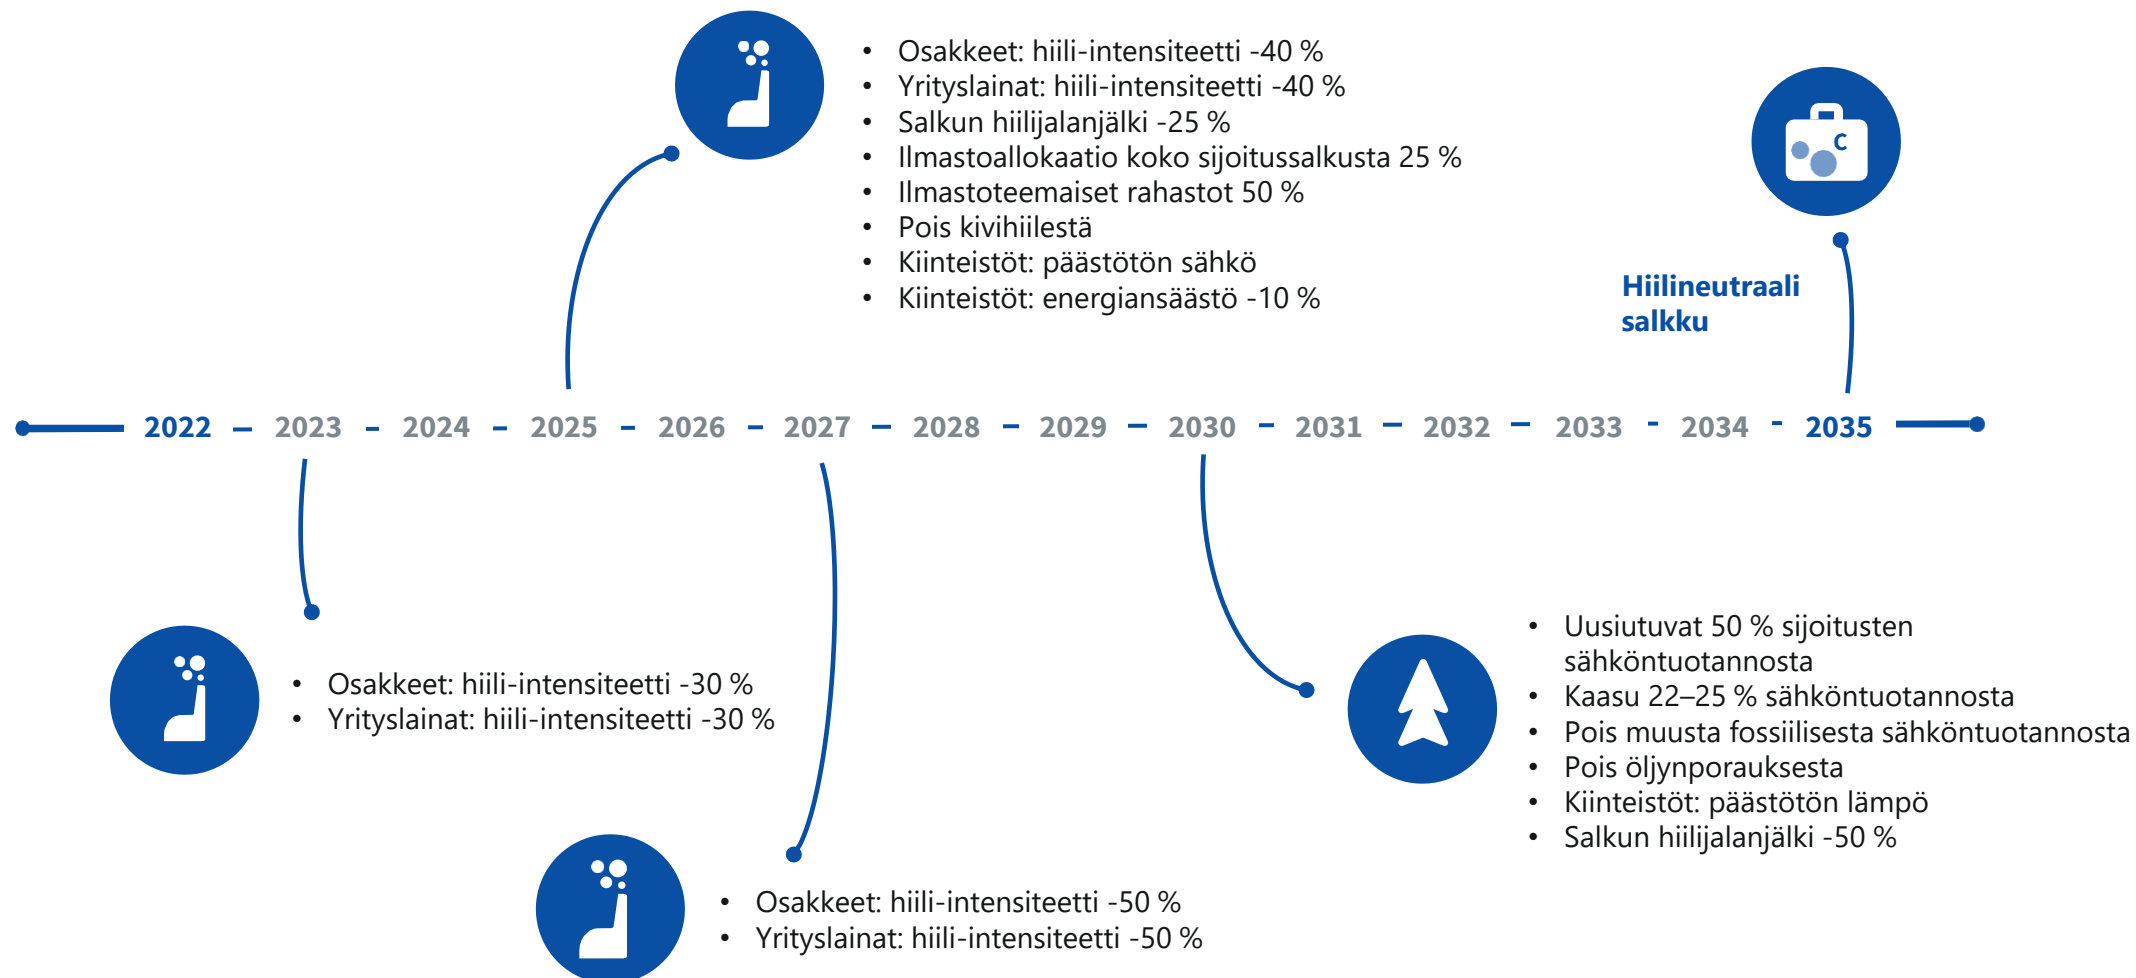 • Osakkeet: hiili-intensiteetti -40 %
• Yrityslainat: hiili-intensiteetti -40 %
• Salkun hiilijalanjälki -25 %
• Ilmastoallokaatio koko sijoitussalkusta 25 %
• Ilmastoteemaiset rahastot 50 %
• Pois kivihiilestä
• Kiinteistöt: päästötön sähkö
• Kiinteistöt: energiansäästö -10 %
C
Hiilineutraali
salkku
2022 – 2023 – 2024 – 2025 – 2026 – 2027 – 2028 – 2029 – 2030 – 2031 – 2032 – 2033 - 2034 - 2035
• Osakkeet: hiili-intensiteetti -30 %
• Yrityslainat: hiili-intensiteetti -30 %
• Uusiutuvat 50 % sijoitusten
sähköntuotannosta
• Kaasu 22–25 % sähköntuotannosta
• Pois muusta fossiilisesta sähköntuotannosta
• Pois öljynporauksesta
• Kiinteistöt: päästötön lämpö
• Salkun hiilijalanjälki -50 %
• Osakkeet: hiili-intensiteetti -50 %
• Yrityslainat: hiili-intensiteetti -50 %